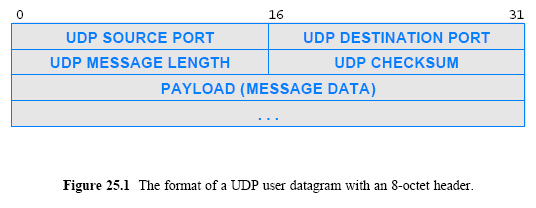 0 16 31
UDP SOURCE PORT UDP DESTINATION PORT
UDP MESSAGE LENGTH UDP CHECKSUM
PAYLOAD (MESSAGE DATA)
. . .
Figure 25.1 The format of a UDP user datagram with an 8-octet header.